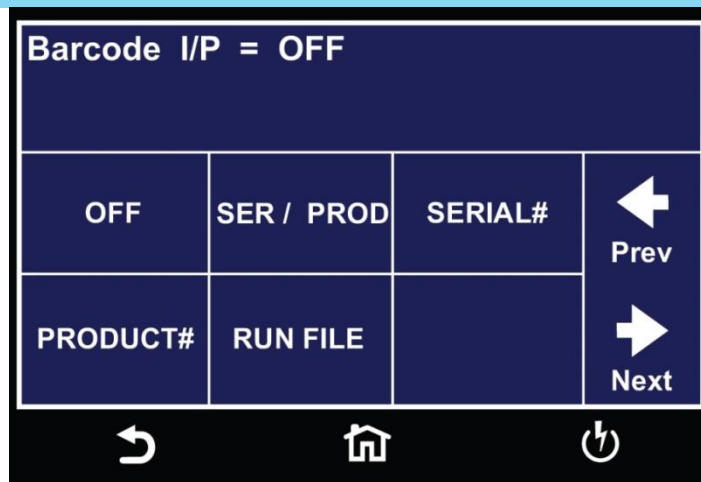 Barcode I/P = OFF
OFF
SER / PROD
SERIAL#
Prev
PRODUCT#
RUN FILE
Next